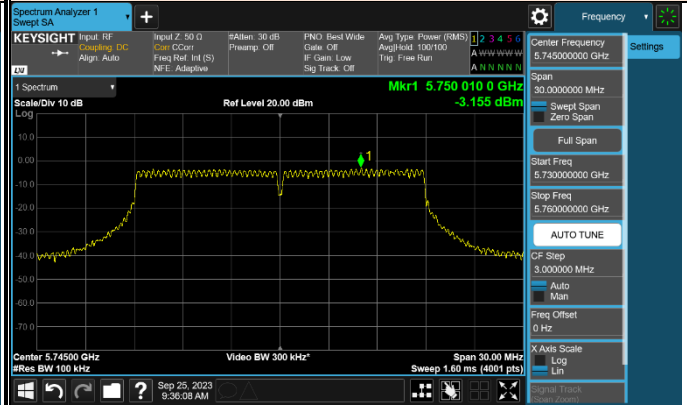 Spectrum Analyzer 1
Swept SA
+
Frequency
KEYSIGHT
Input: RF
Coupling: DC
Align: Auto
Input Z: 50 Ω
Corr CCorr
Freq Ref: Int (S)
NFE: Adaptive
#Atten: 30 dB
Preamp: Off
PNO: Best Wide
Gate: Off
IF Gain: Low
Sig Track: Off
Avg Type: Power (RMS)
Avg|Hold: 100/100
Trig: Free Run
1 2 3 4 5 6
A W W W W W
A N N N N N
LXI
1 Spectrum
Scale/Div 10 dB
Log
Ref Level 20.00 dBm
Mkr1 5.750 010 0 GHz
-3.155 dBm
10.0
0.00
-10.0
-20.0
-30.0
-40.0
-50.0
-60.0
-70.0
1
Center 5.74500 GHz
#Res BW 100 kHz
Video BW 300 kHz*
Span 30.00 MHz
Sweep 1.60 ms (4001 pts)
?
Sep 25, 2023
9:36:08 AM
Center Frequency
5.745000000 GHz
Span
30.0000000 MHz
Swept Span
Zero Span
Full Span
Start Freq
5.730000000 GHz
Stop Freq
5.760000000 GHz
AUTO TUNE
CF Step
3.000000 MHz
Auto
Man
Freq Offset
0 Hz
X Axis Scale
Log
Lin
Signal Track
(Span Zoom)
Settings